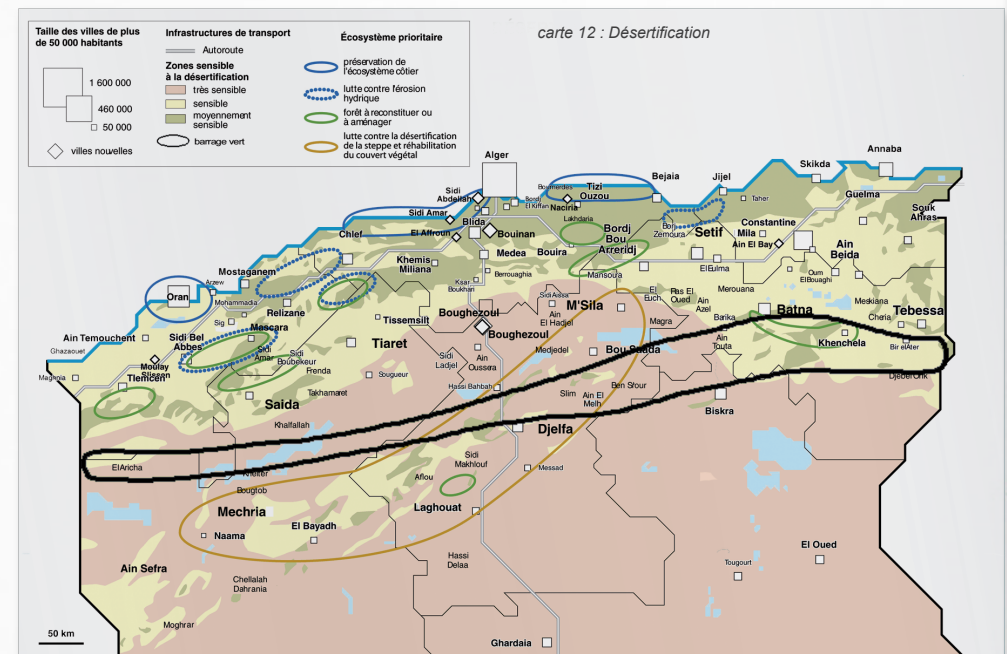 carte 12 : Désertification
Taille des villes de plus
de 50 000 habitants
1 600 000
460 000
50 000
villes nouvelles
Infrastructures de transport
Autoroute
Zones sensible
à la désertification
très sensible
sensible
moyennement
sensible
barrage vert
Écosystème prioritaire
préservation de
l'écosystème côtier
lutte contre l'érosion
hydrique
forêt à reconstituer ou
à aménager
lutte contre la désertification
de la steppe et réhabilitation
du couvert végétal
Alger
Annaba
Skikda
Bejaia
Jijel
Tizi
Ouzou
Boumerdes
Sidi
Abdellah
Bordj
El Kiffan
Naciria
Taher
Guelma
Souk
Ahras
Sidi Amar
Blida
Lakhdaria
Constantine
Chlef
El Affroun
Bouinan
Bordj
Bou
Arreridj
Bor
Zemoura
Setif
Mila
Ain El Bay
Ain
Beida
Medea
Bouira
Khemis
Miliana
El Eulma
Mostaganem
Berrouaghia
Mansoura
Oum
El Bouaghi
Arzew
Ksar
Boukhari
Merouana
Oran
Mohammadia
Sidi Aissa
M'Sila
El
Euch
Ras El
Oued
Ain
Azel
Meskiana
Relizane
Boughezoul
Ain
El Hadjel
Batna
Cheria
Tebessa
Sig
Mascara
Tissemsilt
Boughezoul
Magra
Barika
Ain Temouchent
Sidi Bel
Abbes
Tiaret
Ain
Touta
Khenchela
Bir el Ater
Ghazaouet
Sidi
Amar
Sidi
Boubekeur
Sidi
Ladjel
Ain
Oussera
Medjedel
Bou Saada
Moulay
Slissen
Frenda
Sougueur
Magenia
Tlemcen
Hassi Bahbah
Ben Srour
Djebel Onk
Takhamaret
Slim
Ain El
Melh
Saida
Biskra
Khalfallah
Djelfa
El Aricha
Sidi
Makhlouf
Messad
Kheiter
Aflou
Bougtob
Mechria
Laghouat
El Bayadh
Naama
El Oued
Ain Sefra
Hassi
Delaa
Tougourt
Chellalah
Dahrania
Moghrar
50 km
Ghardaia